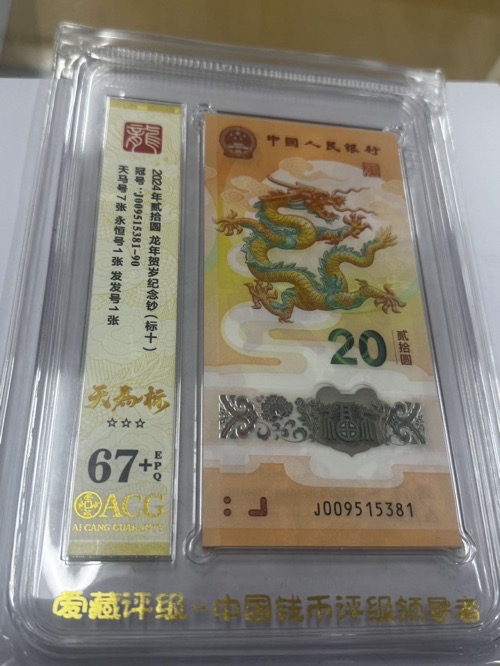 龍
2024年贰拾圆 龙年贺岁纪念钞(标十)
冠号:J009515381-90
天马号7张 永恒号1张 发发号1张
天马标
☆☆☆
67+ EPQ
ACG
AI CANG GUARANTY
中国人民银行
20
贰拾圆
J009515381
爱藏评级-中国钱币评级领导者